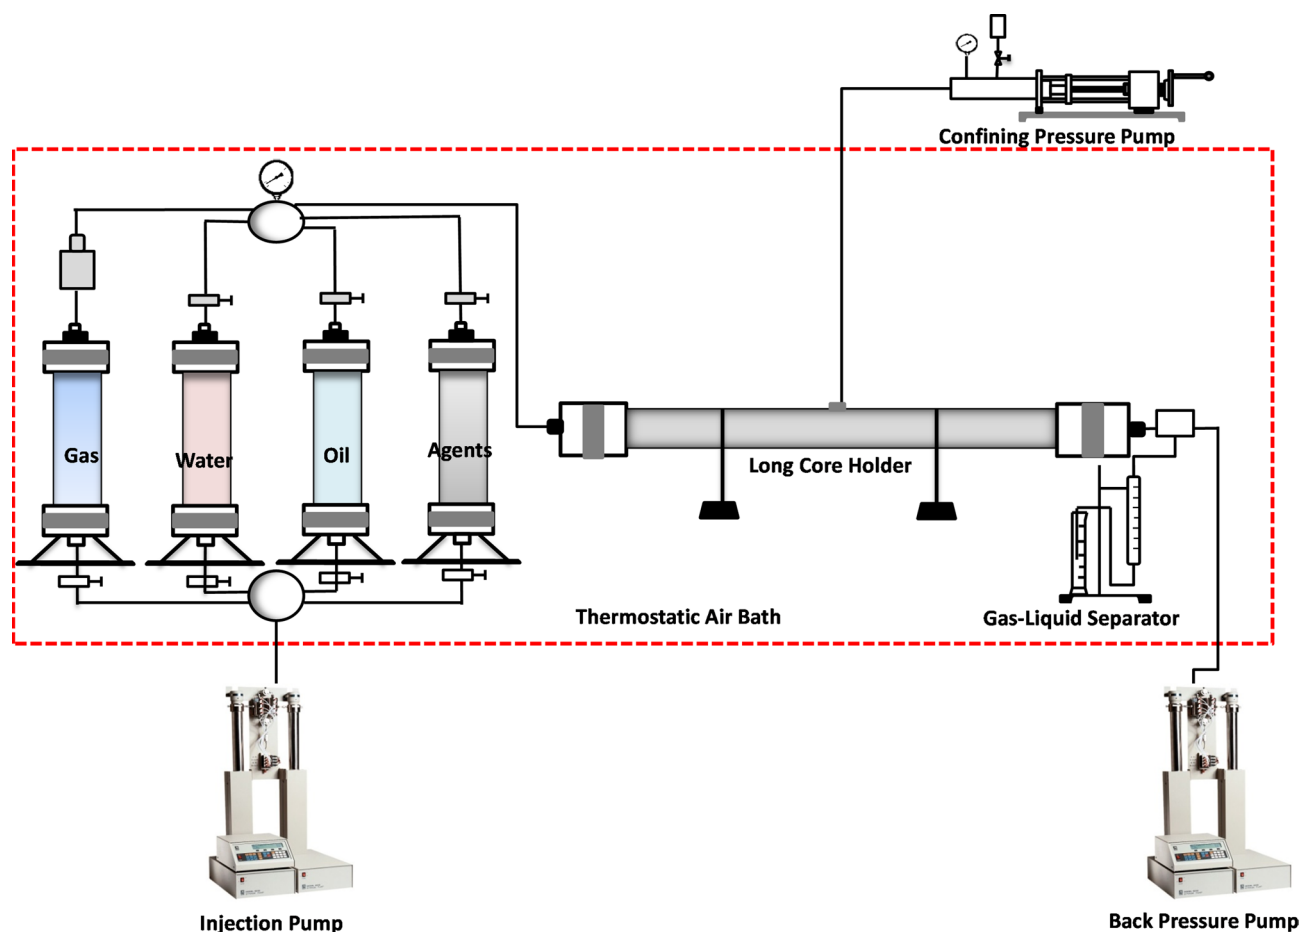 Confining Pressure Pump
Gas
Water
Oil
Agents
Long Core Holder
Thermostatic Air Bath
Gas-Liquid Separator
Injection Pump
Back Pressure Pump